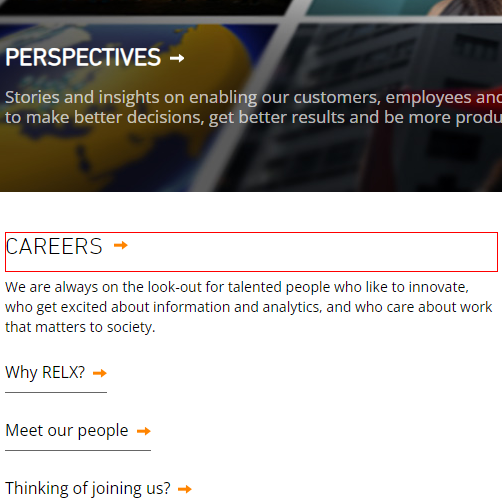 PERSPECTIVES
Stories and insights on enabling our customers, employees
to make better decisions, get better results and be more
CAREERS
We are always on the look-out for talented people who like to innovate,
who get excited about information and analytics, and who care about work
that matters to society.
Why RELX?
Meet our people
Thinking of joining us?